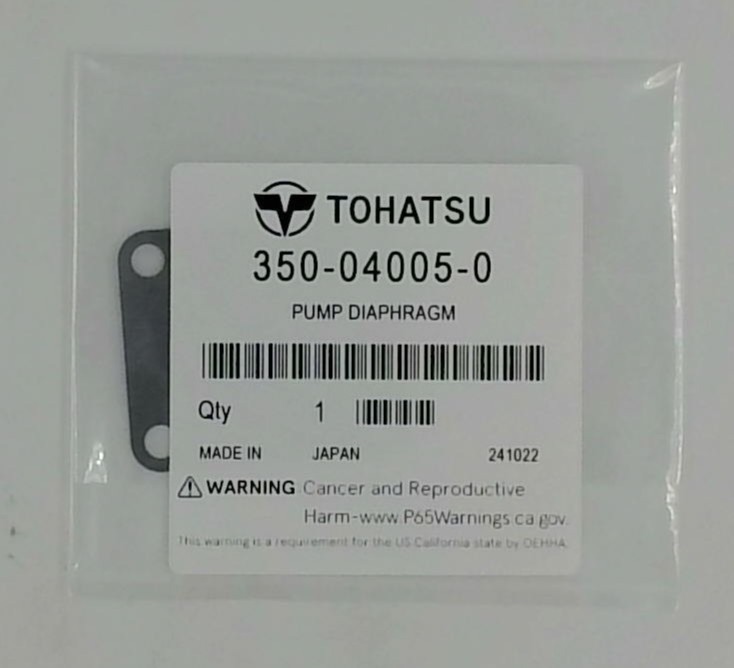 TOHATSU
350-04005-0
PUMP DIAPHRAGM
Qty 1
MADE IN JAPAN 241022
WARNING Cancer and Reproductive
Harm-www.P65Warnings.ca.gov.
This warning is a requirement for the US California state by OEHHA.